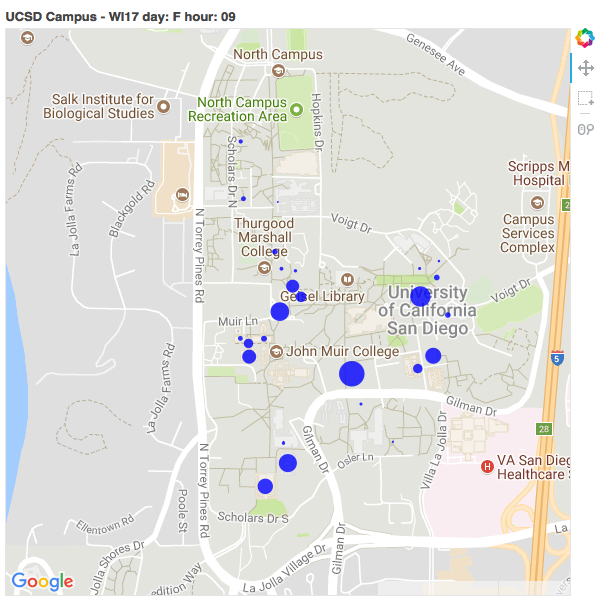 UCSD Campus - WI17 day: F hour: 09
Genesee Ave
North Campus
Salk Institute for
Biological Studies
North Campus
Recreation Area
Hopkins Dr
Scholars Dr N
Scripps M
Hospital
La Jolla Farms Rd
Blackgold Rd
2
Campus
Services
Complex
N Torrey Pines Rd
Voigt Dr
Thurgood
Marshall
College
Geisel Library
University
of California
San Diego
Voigt Dr
Muir Ln
John Muir College
5
La Jolla Farms Rd
Gilman Dr
Villa La Jolla Dr
28
N Torrey Pines Rd
Gilman Dr
Osler Ln
H
VA San Dieg
Healthcare
Poole St
Ellentown Rd
Scholars Dr S
Gilman Dr
La
La Jolla Shores Dr
edition Way
La Jolla Village Dr
Google